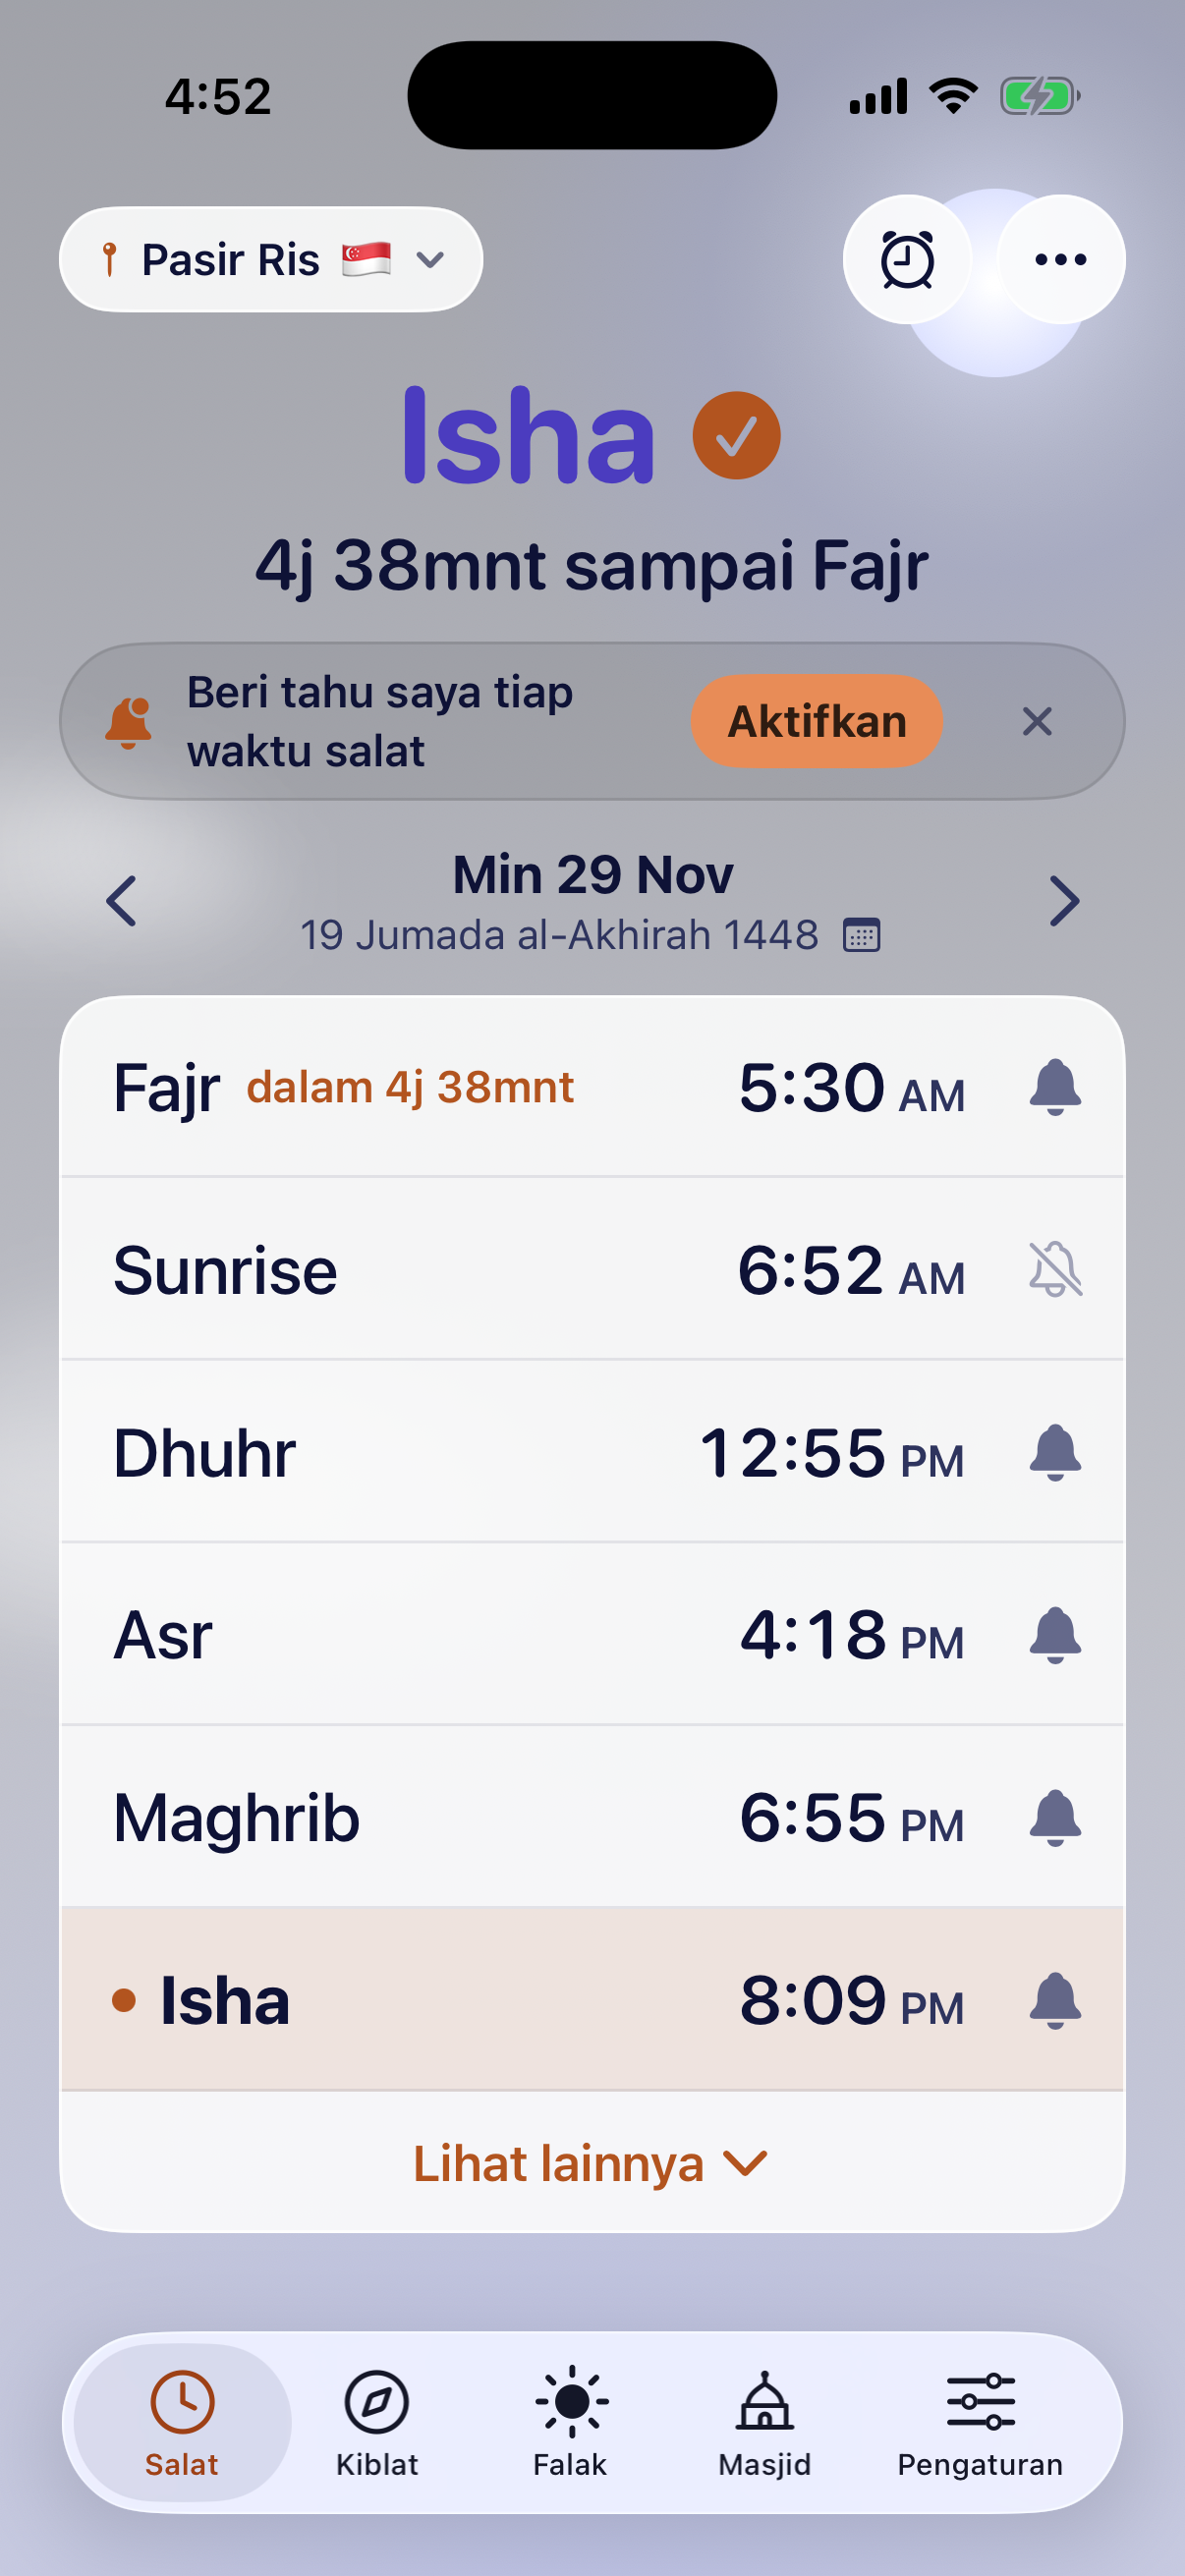 4:52
Pasir Ris 🇸🇬
Isha
4j 38mnt sampai Fajr
Beri tahu saya tiap
waktu salat
Aktifkan
Min 29 Nov
19 Jumada al-Akhirah 1448
Fajr dalam 4j 38mnt 5:30 AM
Sunrise 6:52 AM
Dhuhr 12:55 PM
Asr 4:18 PM
Maghrib 6:55 PM
Isha 8:09 PM
Lihat lainnya
Salat Kiblat Falak Masjid Pengaturan